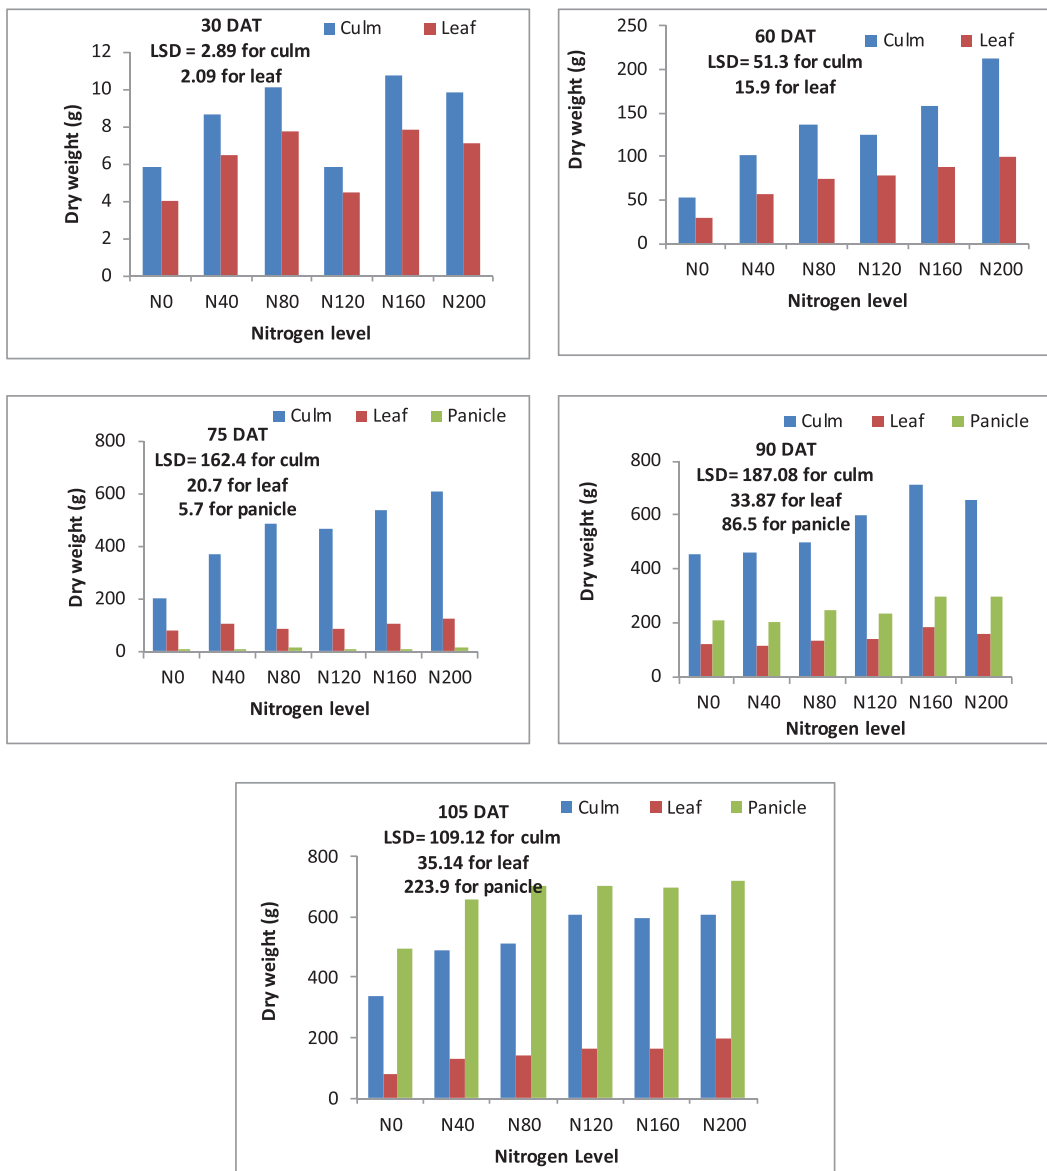 30 DAT
Culm Leaf
LSD = 2.89 for culm
2.09 for leaf
Dry weight (g)
12
10
8
6
4
2
0
N0 N40 N80 N120 N160 N200
Nitrogen level
60 DAT
Culm Leaf
LSD= 51.3 for culm
15.9 for leaf
Dry weight (g)
250
200
150
100
50
0
N0 N40 N80 N120 N160 N200
Nitrogen level
Culm Leaf Panicle
75 DAT
LSD= 162.4 for culm
20.7 for leaf
5.7 for panicle
Dry weight (g)
800
600
400
200
0
N0 N40 N80 N120 N160 N200
Nitrogen level
Culm Leaf Panicle
90 DAT
LSD= 187.08 for culm
33.87 for leaf
86.5 for panicle
Dry weight (g)
800
600
400
200
0
N0 N40 N80 N120 N160 N200
Nitrogen level
105 DAT
Culm Leaf Panicle
LSD= 109.12 for culm
35.14 for leaf
223.9 for panicle
Dry weight (g)
800
600
400
200
0
N0 N40 N80 N120 N160 N200
Nitrogen Level